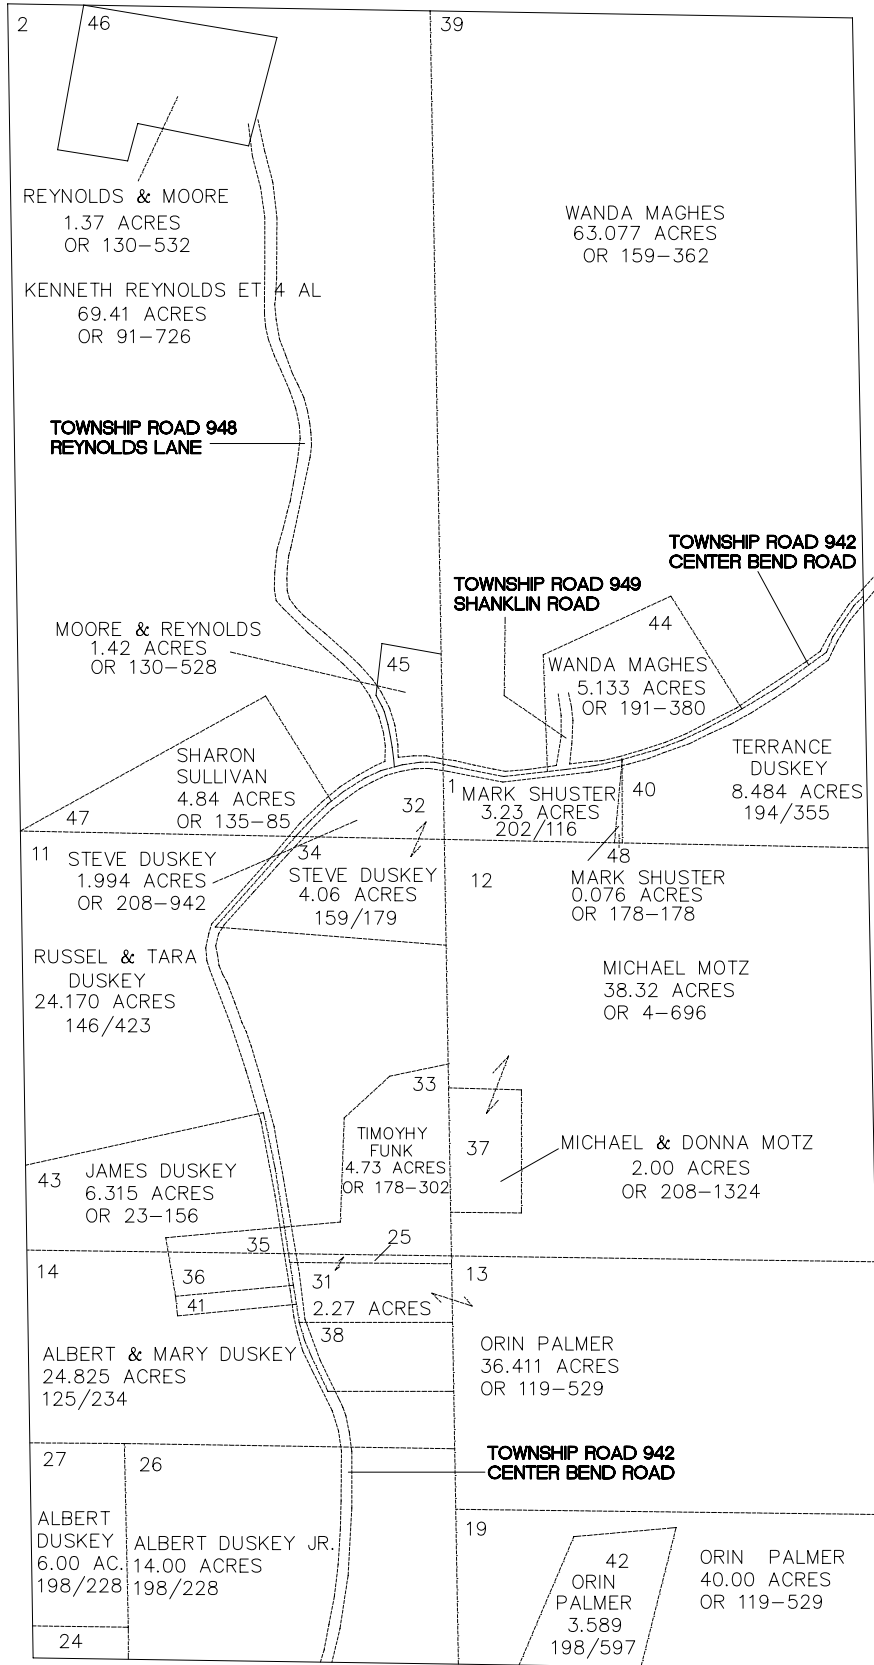 2
46
39
REYNOLDS & MOORE
1.37 ACRES
OR 130-532
WANDA MAGHES
63.077 ACRES
OR 159-362
KENNETH REYNOLDS ET 4 AL
69.41 ACRES
OR 91-726
TOWNSHIP ROAD 948
REYNOLDS LANE
TOWNSHIP ROAD 942
CENTER BEND ROAD
TOWNSHIP ROAD 949
SHANKLIN ROAD
MOORE & REYNOLDS
1.42 ACRES
OR 130-528
45
44
WANDA MAGHES
5.133 ACRES
OR 191-380
SHARON
SULLIVAN
4.84 ACRES
OR 135-85
47
32
1
MARK SHUSTER
3.23 ACRES
202/116
40
TERRANCE
DUSKEY
8.484 ACRES
194/355
11
STEVE DUSKEY
1.994 ACRES
OR 208-942
34
STEVE DUSKEY
4.06 ACRES
159/179
12
48
MARK SHUSTER
0.076 ACRES
OR 178-178
RUSSEL & TARA
DUSKEY
24.170 ACRES
146/423
MICHAEL MOTZ
38.32 ACRES
OR 4-696
33
TIMOYHY
FUNK
4.73 ACRES
OR 178-302
37
MICHAEL & DONNA MOTZ
2.00 ACRES
OR 208-1324
43
JAMES DUSKEY
6.315 ACRES
OR 23-156
35
25
14
36
31
13
41
2.27 ACRES
38
ALBERT & MARY DUSKEY
24.825 ACRES
125/234
ORIN PALMER
36.411 ACRES
OR 119-529
TOWNSHIP ROAD 942
CENTER BEND ROAD
27
26
ALBERT
DUSKEY
6.00 AC.
198/228
ALBERT DUSKEY JR.
14.00 ACRES
198/228
24
19
42
ORIN
PALMER
3.589
198/597
ORIN PALMER
40.00 ACRES
OR 119-529